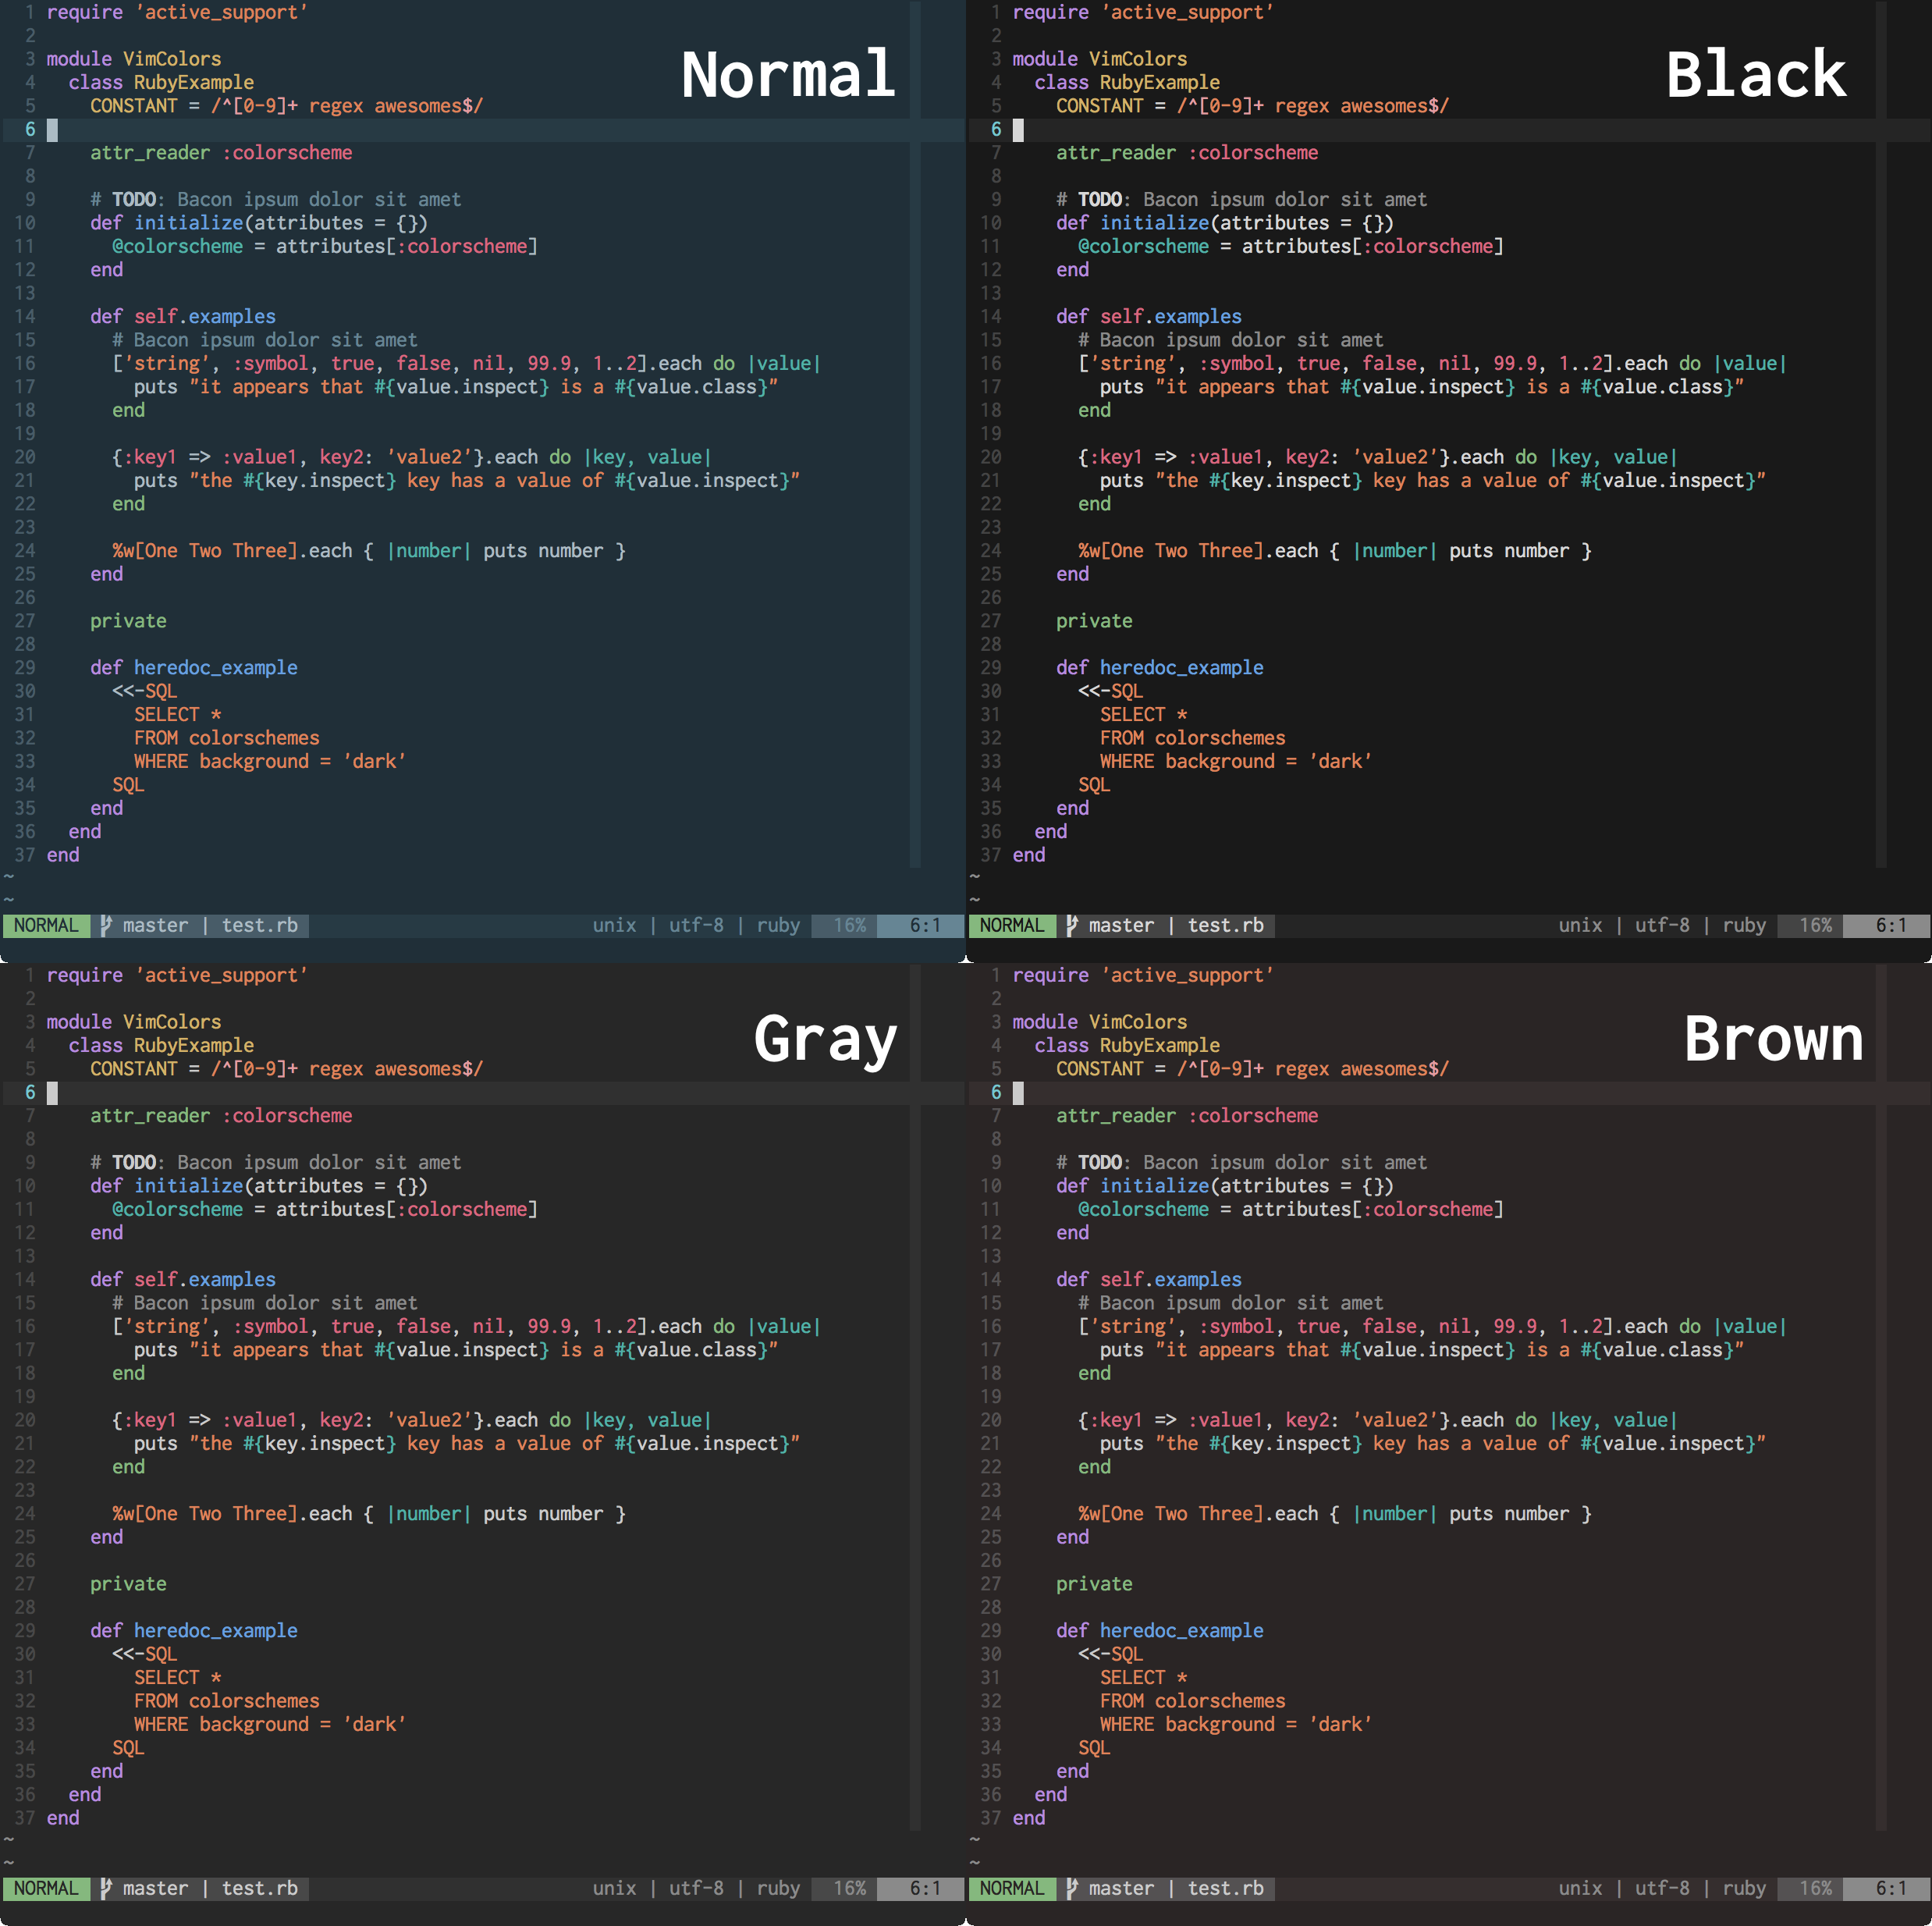 Normal
1 require 'active_support'
2
3 module VimColors
4   class RubyExample
5     CONSTANT = /^[0-9]+ regex awesomes$/
6
7     attr_reader :colorscheme
8
9     # TODO: Bacon ipsum dolor sit amet
10     def initialize(attributes = {})
11       @colorscheme = attributes[:colorscheme]
12     end
13
14     def self.examples
15       # Bacon ipsum dolor sit amet
16       ['string', :symbol, true, false, nil, 99.9, 1..2].each do |value|
17         puts "it appears that #{value.inspect} is a #{value.class}"
18       end
19
20       {:key1 => :value1, key2: 'value2'}.each do |key, value|
21         puts "the #{key.inspect} key has a value of #{value.inspect}"
22       end
23
24       %w[One Two Three].each { |number| puts number }
25     end
26
27     private
28
29     def heredoc_example
30       <<-SQL
31         SELECT *
32         FROM colorschemes
33         WHERE background = 'dark'
34       SQL
35     end
36   end
37 end
~
~
NORMAL master | test.rb unix | utf-8 | ruby 16% 6:1
Black
1 require 'active_support'
2
3 module VimColors
4   class RubyExample
5     CONSTANT = /^[0-9]+ regex awesomes$/
6
7     attr_reader :colorscheme
8
9     # TODO: Bacon ipsum dolor sit amet
10     def initialize(attributes = {})
11       @colorscheme = attributes[:colorscheme]
12     end
13
14     def self.examples
15       # Bacon ipsum dolor sit amet
16       ['string', :symbol, true, false, nil, 99.9, 1..2].each do |value|
17         puts "it appears that #{value.inspect} is a #{value.class}"
18       end
19
20       {:key1 => :value1, key2: 'value2'}.each do |key, value|
21         puts "the #{key.inspect} key has a value of #{value.inspect}"
22       end
23
24       %w[One Two Three].each { |number| puts number }
25     end
26
27     private
28
29     def heredoc_example
30       <<-SQL
31         SELECT *
32         FROM colorschemes
33         WHERE background = 'dark'
34       SQL
35     end
36   end
37 end
~
~
NORMAL master | test.rb unix | utf-8 | ruby 16% 6:1
Gray
1 require 'active_support'
2
3 module VimColors
4   class RubyExample
5     CONSTANT = /^[0-9]+ regex awesomes$/
6
7     attr_reader :colorscheme
8
9     # TODO: Bacon ipsum dolor sit amet
10     def initialize(attributes = {})
11       @colorscheme = attributes[:colorscheme]
12     end
13
14     def self.examples
15       # Bacon ipsum dolor sit amet
16       ['string', :symbol, true, false, nil, 99.9, 1..2].each do |value|
17         puts "it appears that #{value.inspect} is a #{value.class}"
18       end
19
20       {:key1 => :value1, key2: 'value2'}.each do |key, value|
21         puts "the #{key.inspect} key has a value of #{value.inspect}"
22       end
23
24       %w[One Two Three].each { |number| puts number }
25     end
26
27     private
28
29     def heredoc_example
30       <<-SQL
31         SELECT *
32         FROM colorschemes
33         WHERE background = 'dark'
34       SQL
35     end
36   end
37 end
~
~
NORMAL master | test.rb unix | utf-8 | ruby 16% 6:1
Brown
1 require 'active_support'
2
3 module VimColors
4   class RubyExample
5     CONSTANT = /^[0-9]+ regex awesomes$/
6
7     attr_reader :colorscheme
8
9     # TODO: Bacon ipsum dolor sit amet
10     def initialize(attributes = {})
11       @colorscheme = attributes[:colorscheme]
12     end
13
14     def self.examples
15       # Bacon ipsum dolor sit amet
16       ['string', :symbol, true, false, nil, 99.9, 1..2].each do |value|
17         puts "it appears that #{value.inspect} is a #{value.class}"
18       end
19
20       {:key1 => :value1, key2: 'value2'}.each do |key, value|
21         puts "the #{key.inspect} key has a value of #{value.inspect}"
22       end
23
24       %w[One Two Three].each { |number| puts number }
25     end
26
27     private
28
29     def heredoc_example
30       <<-SQL
31         SELECT *
32         FROM colorschemes
33         WHERE background = 'dark'
34       SQL
35     end
36   end
37 end
~
~
NORMAL master | test.rb unix | utf-8 | ruby 16% 6:1